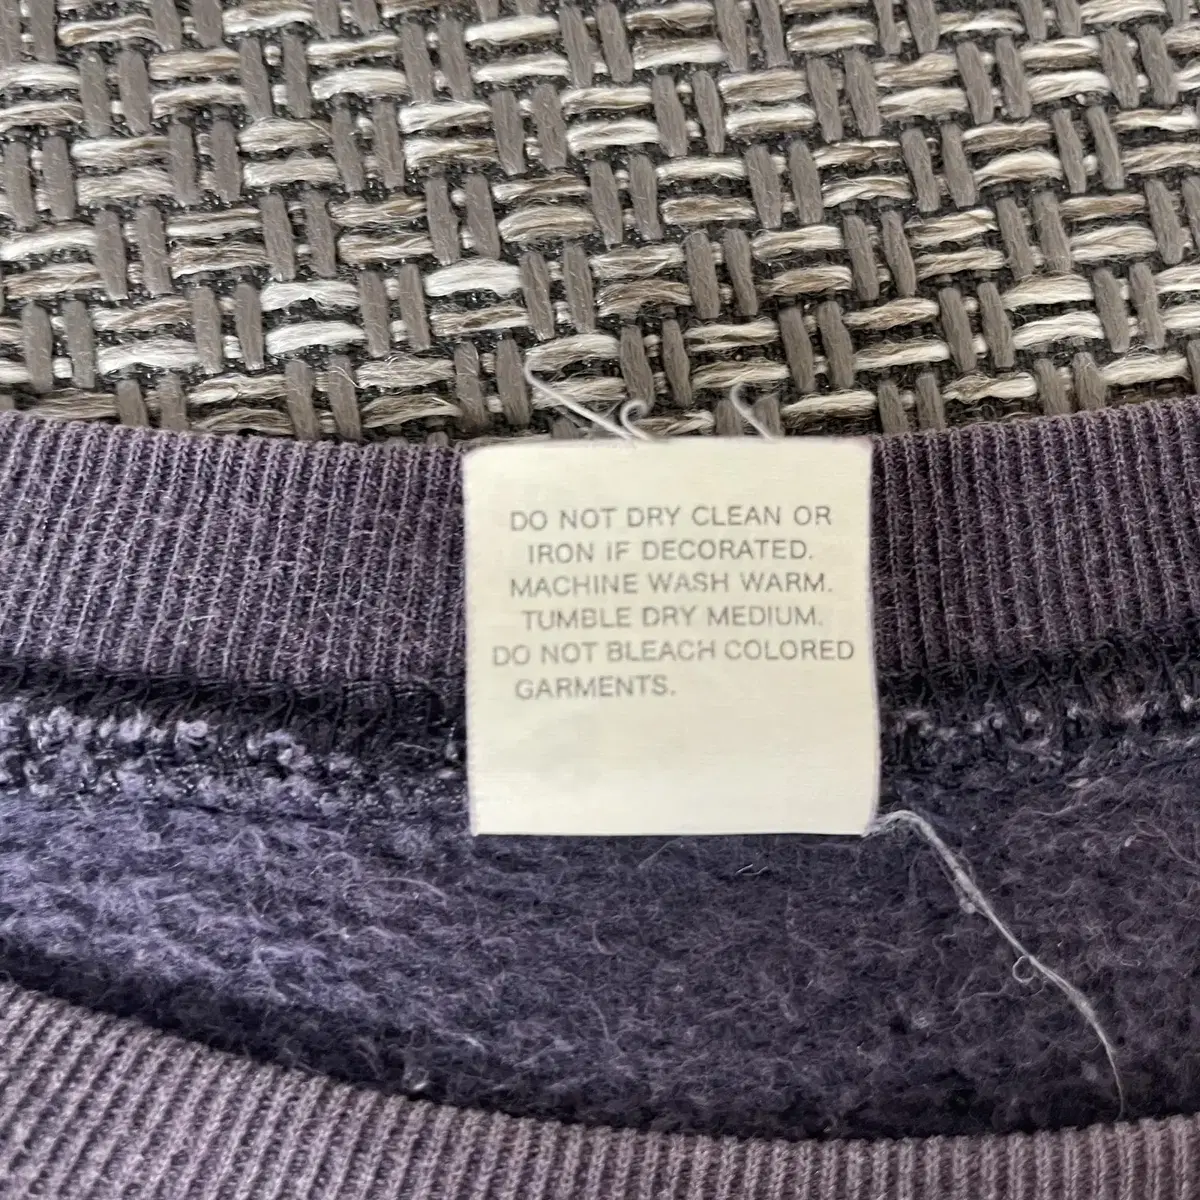 DO NOT DRY CLEAN OR
IRON IF DECORATED.
MACHINE WASH WARM.
TUMBLE DRY MEDIUM.
DO NOT BLEACH COLORED
GARMENTS.